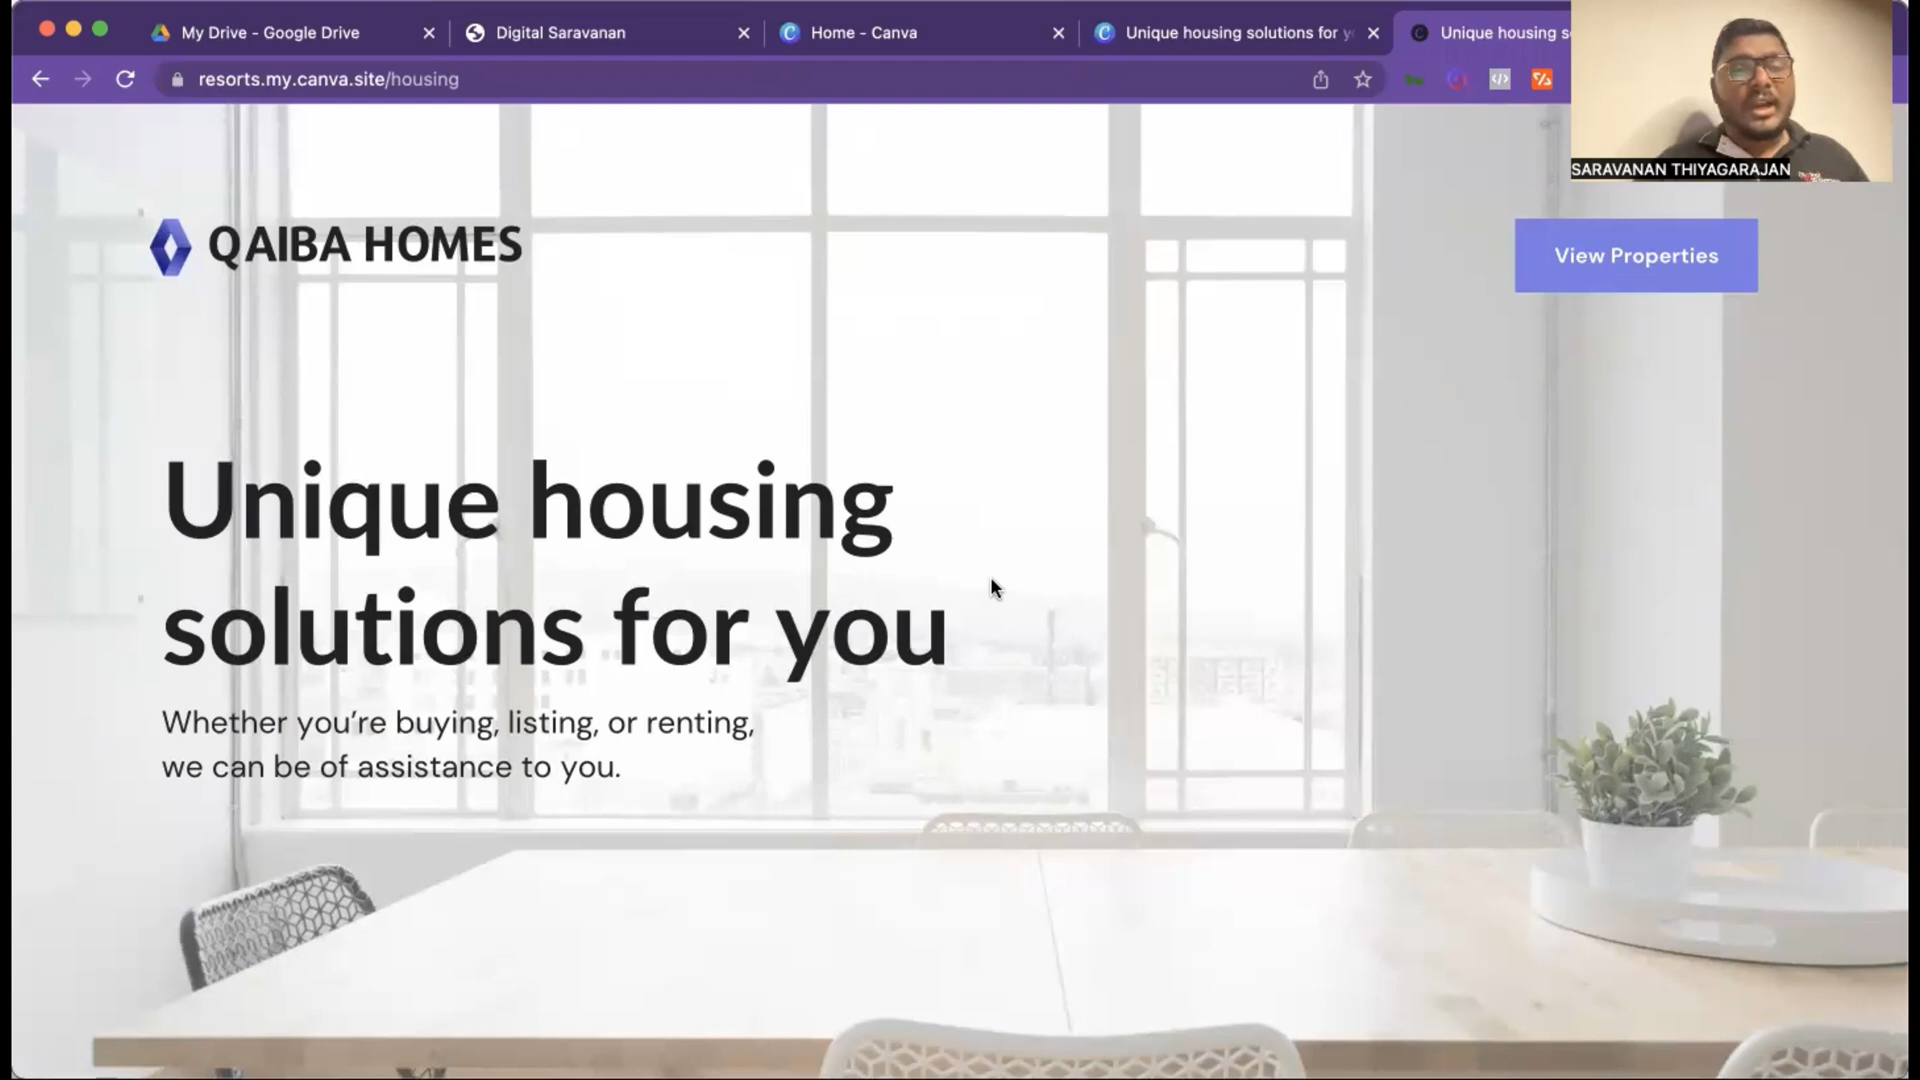 My Drive - Google Drive
Digital Saravanan
Home - Canva
Unique housing solutions for y
Unique housing s
resorts.my.canva.site/housing
SARAVANAN THIYAGARAJAN
QAIBA HOMES
View Properties
Unique housing
solutions for you
Whether you're buying, listing, or renting,
we can be of assistance to you.